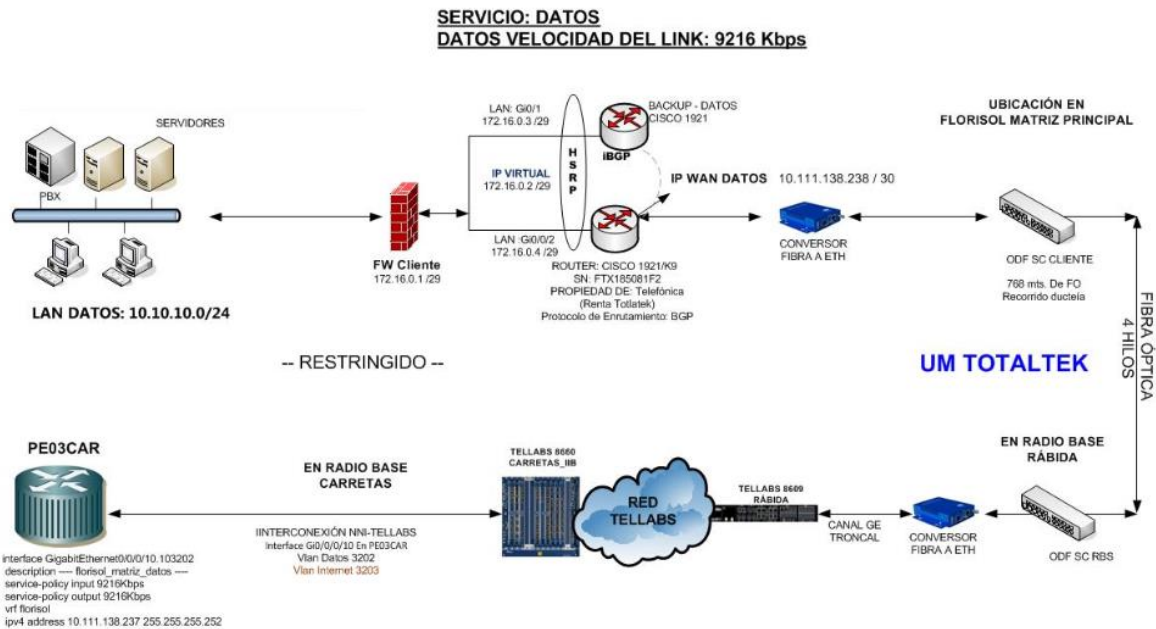 SERVICIO: DATOS
DATOS VELOCIDAD DEL LINK: 9216 Kbps
SERVIDORES
PBX
LAN DATOS: 10.10.10.0/24
FW Cliente
172.16.0.1 /29
LAN: Gi0/1
172.16.0.3 /29
IP VIRTUAL
172.16.0.2 /29
LAN :Gi0/0/2
172.16.0.4 /29
HSRP
BACKUP - DATOS
CISCO 1921
iBGP
IP WAN DATOS 10.111.138.238 / 30
ROUTER: CISCO 1921/K9
SN: FTX185081F2
PROPIEDAD DE: Telefónica
(Renta Totlatek)
Protocolo de Enrutamiento: BGP
CONVERSOR
FIBRA A ETH
UBICACIÓN EN
FLORISOL MATRIZ PRINCIPAL
ODF SC CLIENTE
768 mts. De FO
Recorrido ducteía
FIBRA ÓPTICA
4 HILOS
-- RESTRINGIDO --
UM TOTALTEK
PE03CAR
interface GigabitEthernet0/0/0/10.103202
description ---- florisol_matriz_datos ----
service-policy input 9216Kbps
service-policy output 9216Kbps
vrf florisol
ipv4 address 10.111.138.237 255.255.255.252
EN RADIO BASE
CARRETAS
IINTERCONEXIÓN NNI-TELLABS
Interface Gi0/0/0/10 En PE03CAR
Vlan Datos 3202
Vlan Internet 3203
TELLABS 8660
CARRETAS_IIB
RED
TELLABS
TELLABS 8609
RÁBIDA
CANAL GE
TRONCAL
CONVERSOR
FIBRA A ETH
EN RADIO BASE
RÁBIDA
ODF SC RBS